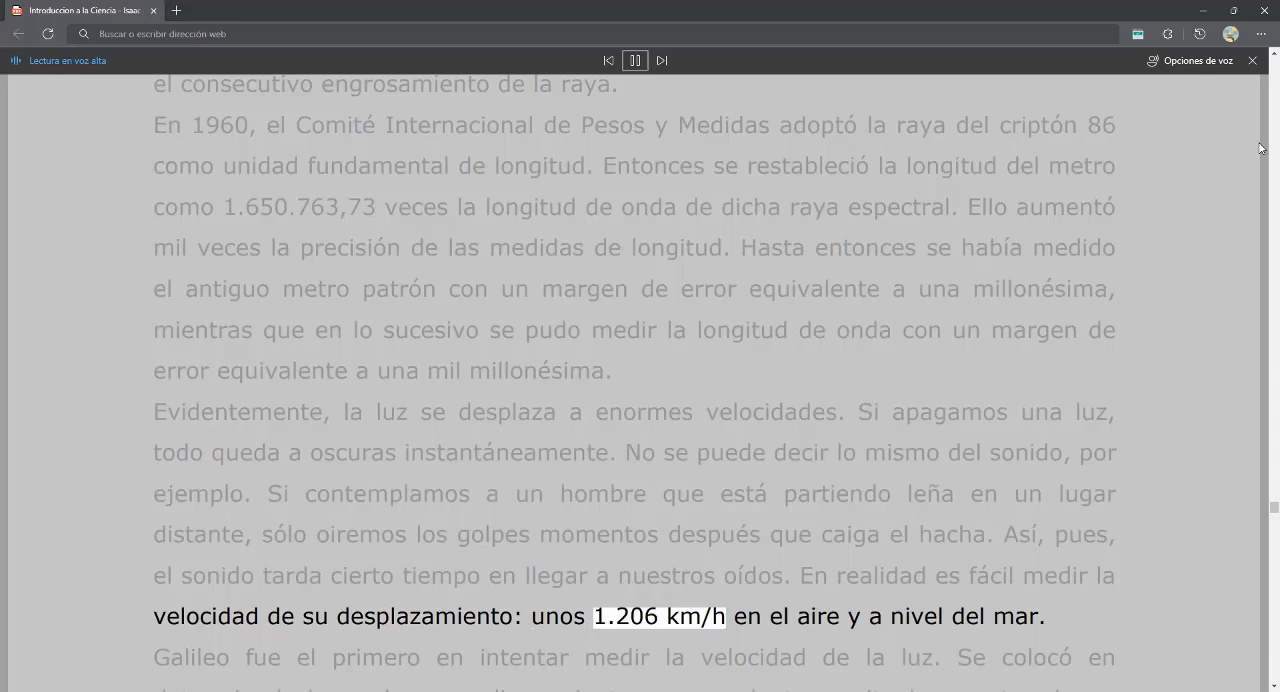 Introduccion a la Ciencia - Isaac
Buscar o escribir dirección web
Lectura en voz alta
Opciones de voz
el consecutivo engrosamiento de la raya.
En 1960, el Comité Internacional de Pesos y Medidas adoptó la raya del criptón 86
como unidad fundamental de longitud. Entonces se restableció la longitud del metro
como 1.650.763,73 veces la longitud de onda de dicha raya espectral. Ello aumentó
mil veces la precisión de las medidas de longitud. Hasta entonces se había medido
el antiguo metro patrón con un margen de error equivalente a una millonésima,
mientras que en lo sucesivo se pudo medir la longitud de onda con un margen de
error equivalente a una mil millonésima.
Evidentemente, la luz se desplaza a enormes velocidades. Si apagamos una luz,
todo queda a oscuras instantáneamente. No se puede decir lo mismo del sonido, por
ejemplo. Si contemplamos a un hombre que está partiendo leña en un lugar
distante, sólo oiremos los golpes momentos después que caiga el hacha. Así, pues,
el sonido tarda cierto tiempo en llegar a nuestros oídos. En realidad es fácil medir la
velocidad de su desplazamiento: unos 1.206 km/h en el aire y a nivel del mar.
Galileo fue el primero en intentar medir la velocidad de la luz. Se colocó en